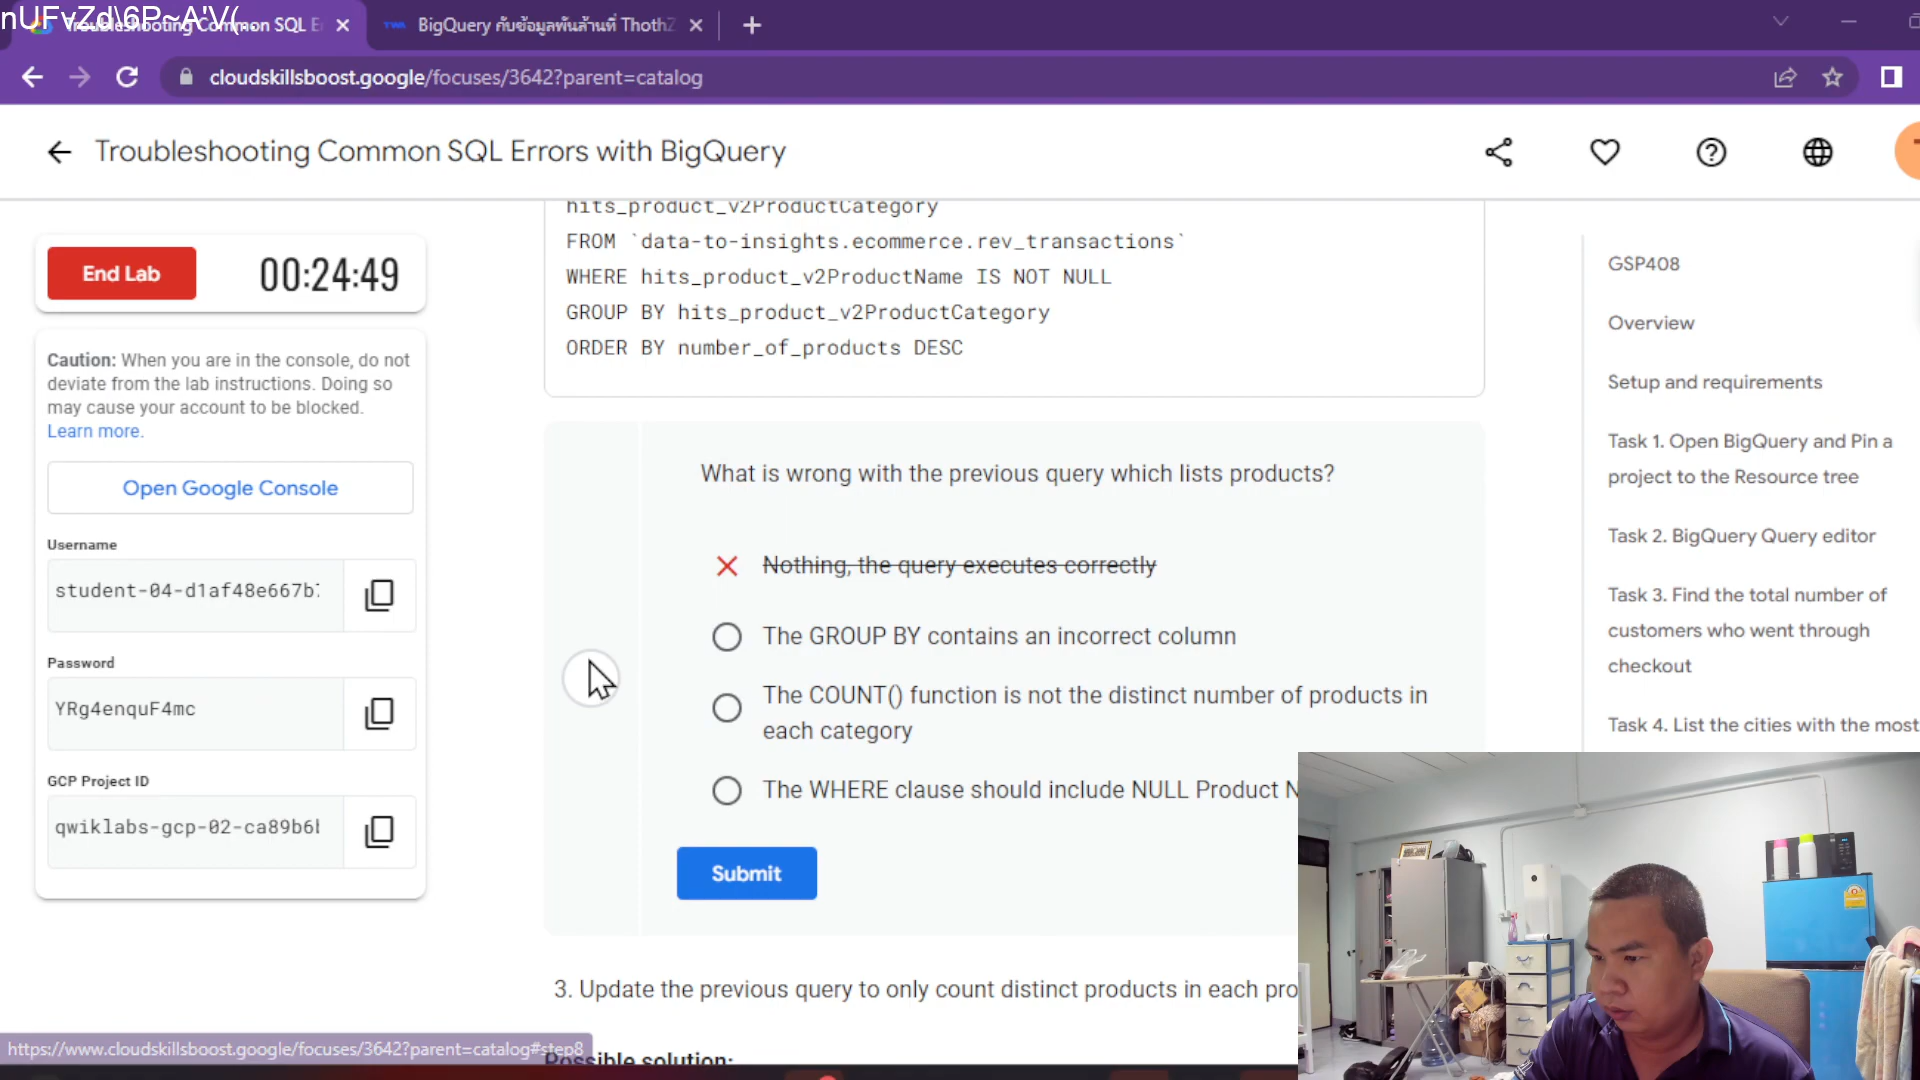 nUFvZd\6P~A'V(..
Troubleshooting Common SQL E
TWA BigQuery กับข้อมูลพันล้านที่ ThothZ
cloudskillsboost.google/focuses/3642?parent=catalog
Troubleshooting Common SQL Errors with BigQuery
End Lab
00:24:49
Caution: When you are in the console, do not
deviate from the lab instructions. Doing so
may cause your account to be blocked.
Learn more.
Open Google Console
Username
student-04-d1af48e667b
Password
YRg4enquF4mc
GCP Project ID
qwiklabs-gcp-02-ca89b6
hits_product_v2ProductCategory
FROM `data-to-insights.ecommerce.rev_transactions`
WHERE hits_product_v2ProductName IS NOT NULL
GROUP BY hits_product_v2ProductCategory
ORDER BY number_of_products DESC
What is wrong with the previous query which lists products?
Nothing, the query executes correctly
The GROUP BY contains an incorrect column
The COUNT() function is not the distinct number of products in
each category
The WHERE clause should include NULL Product N
Submit
3. Update the previous query to only count distinct products in each pro
Possible solution:
GSP408
Overview
Setup and requirements
Task 1. Open BigQuery and Pin a
project to the Resource tree
Task 2. BigQuery Query editor
Task 3. Find the total number of
customers who went through
checkout
Task 4. List the cities with the most
https://www.cloudskillsboost.google/focuses/3642?parent=catalog#step8